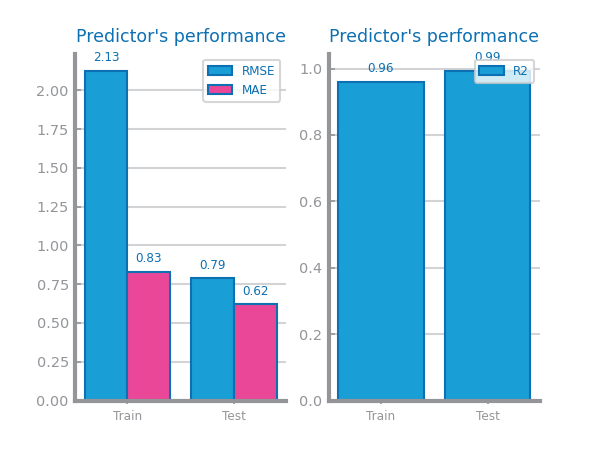 Predictor's performance
2.13
0.83
0.79
0.62
RMSE
MAE
2.00
1.75
1.50
1.25
1.00
0.75
0.50
0.25
0.00
Train
Test
Predictor's performance
0.96
0.99
R2
1.0
0.8
0.6
0.4
0.2
0.0
Train
Test